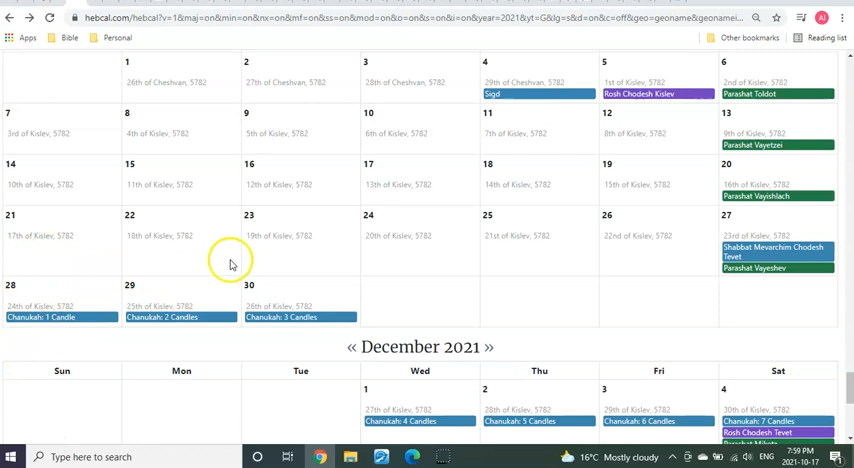 hebcal.com/hebcal?v=1&maj=on&min=on&nx=on&mf=on&ss=on&mod=on&o=on&s=on&i=on&year=2021&yt=G&lg=s&d=on&c=off&geo=geoname&geonamei...
AI
Apps Bible Personal Other bookmarks Reading list
1 2 3 4 5 6
26th of Cheshvan, 5782 27th of Cheshvan, 5782 28th of Cheshvan, 5782 29th of Cheshvan, 5782 1st of Kislev, 5782 2nd of Kislev, 5782
Sigd Rosh Chodesh Kislev Parashat Toldot
7 8 9 10 11 12 13
3rd of Kislev, 5782 4th of Kislev, 5782 5th of Kislev, 5782 6th of Kislev, 5782 7th of Kislev, 5782 8th of Kislev, 5782 9th of Kislev, 5782
Parashat Vayetzei
14 15 16 17 18 19 20
10th of Kislev, 5782 11th of Kislev, 5782 12th of Kislev, 5782 13th of Kislev, 5782 14th of Kislev, 5782 15th of Kislev, 5782 16th of Kislev, 5782
Parashat Vayishlach
21 22 23 24 25 26 27
17th of Kislev, 5782 18th of Kislev, 5782 19th of Kislev, 5782 20th of Kislev, 5782 21st of Kislev, 5782 22nd of Kislev, 5782 23rd of Kislev, 5782
Shabbat Mevarchim Chodesh
Tevet
Parashat Vayeshev
28 29 30
24th of Kislev, 5782 25th of Kislev, 5782 26th of Kislev, 5782
Chanukah: 1 Candle Chanukah: 2 Candles Chanukah: 3 Candles
« December 2021 »
Sun Mon Tue Wed Thu Fri Sat
1 2 3 4
27th of Kislev, 5782 28th of Kislev, 5782 29th of Kislev, 5782 30th of Kislev, 5782
Chanukah: 4 Candles Chanukah: 5 Candles Chanukah: 6 Candles Chanukah: 7 Candles
Rosh Chodesh Tevet
Parashat Miketz
Type here to search 16°C Mostly cloudy ENG 7:59 PM
2021-10-17